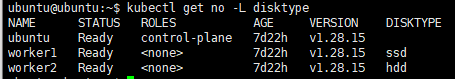 ubuntu@ubuntu:~$ kubectl get no -L disktype
NAME      STATUS   ROLES           AGE     VERSION    DISKTYPE
ubuntu    Ready    control-plane   7d22h   v1.28.15
worker1   Ready    <none>          7d22h   v1.28.15   ssd
worker2   Ready    <none>          7d22h   v1.28.15   hdd